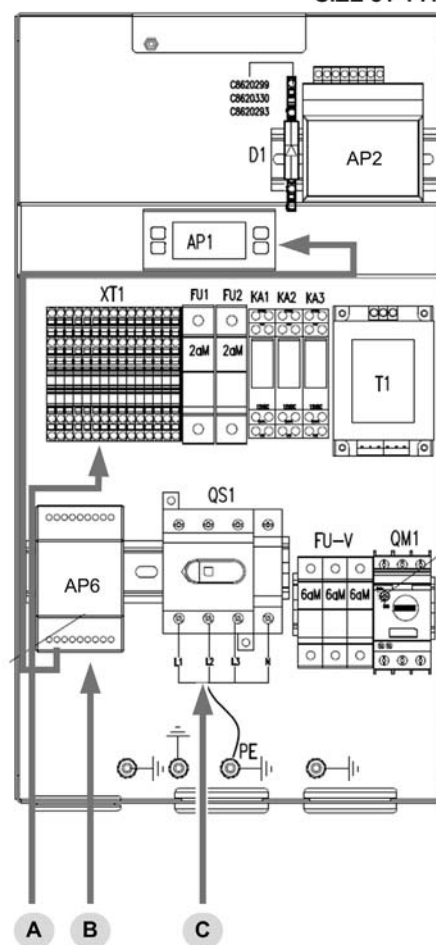 C8620299
C8620330
C8620293
D1
AP2
AP1
XT1
FU1 FU2 KA1 KA2 KA3
2aM 2aM
T1
QS1
FU-V QM1
AP6
6aM 6aM 6aM
L1 L2 L3 N
PE
A B C